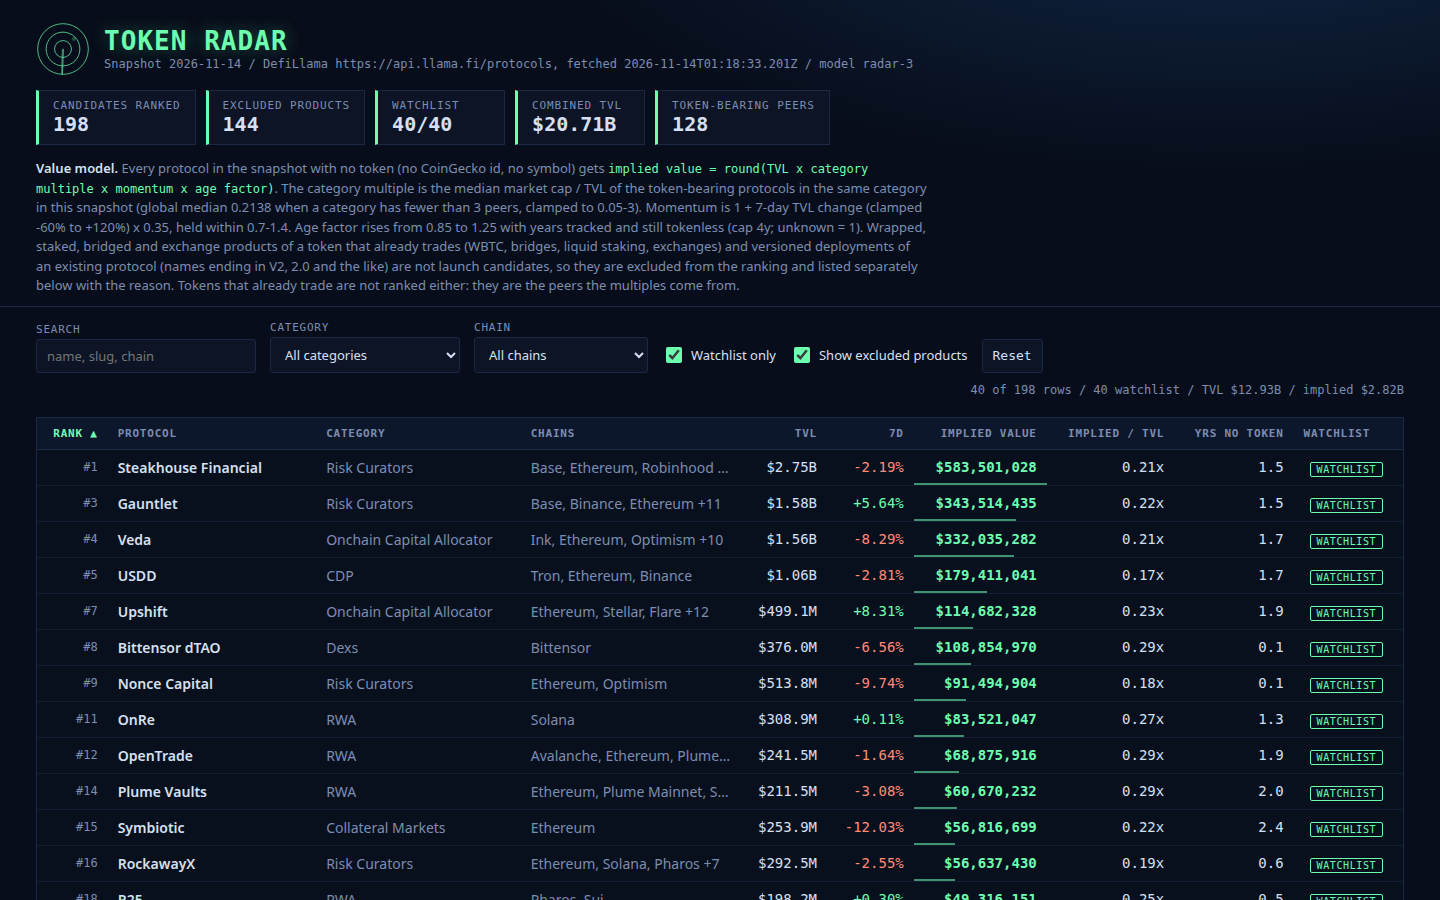 TOKEN RADAR
Snapshot 2026-11-14 / DefiLlama https://api.llama.fi/protocols, fetched 2026-11-14T01:18:33.201Z / model radar-3
CANDIDATES RANKED
198
EXCLUDED PRODUCTS
144
WATCHLIST
40/40
COMBINED TVL
$20.71B
TOKEN-BEARING PEERS
128
Value model. Every protocol in the snapshot with no token (no CoinGecko id, no symbol) gets implied value = round(TVL x category
multiple x momentum x age factor). The category multiple is the median market cap / TVL of the token-bearing protocols in the same category
in this snapshot (global median 0.2138 when a category has fewer than 3 peers, clamped to 0.05-3). Momentum is 1 + 7-day TVL change (clamped
-60% to +120%) x 0.35, held within 0.7-1.4. Age factor rises from 0.85 to 1.25 with years tracked and still tokenless (cap 4y; unknown = 1). Wrapped,
staked, bridged and exchange products of a token that already trades (WBTC, bridges, liquid staking, exchanges) and versioned deployments of
an existing protocol (names ending in V2, 2.0 and the like) are not launch candidates, so they are excluded from the ranking and listed separately
below with the reason. Tokens that already trade are not ranked either: they are the peers the multiples come from.
SEARCH
name, slug, chain
CATEGORY
All categories
CHAIN
All chains
Watchlist only
Show excluded products
Reset
40 of 198 rows / 40 watchlist / TVL $12.93B / implied $2.82B
RANK ▲ PROTOCOL CATEGORY CHAINS TVL 7D IMPLIED VALUE IMPLIED / TVL YRS NO TOKEN WATCHLIST
#1 Steakhouse Financial Risk Curators Base, Ethereum, Robinhood ... $2.75B -2.19% $583,501,028 0.21x 1.5 WATCHLIST
#3 Gauntlet Risk Curators Base, Binance, Ethereum +11 $1.58B +5.64% $343,514,435 0.22x 1.5 WATCHLIST
#4 Veda Onchain Capital Allocator Ink, Ethereum, Optimism +10 $1.56B -8.29% $332,035,282 0.21x 1.7 WATCHLIST
#5 USDD CDP Tron, Ethereum, Binance $1.06B -2.81% $179,411,041 0.17x 1.7 WATCHLIST
#7 Upshift Onchain Capital Allocator Ethereum, Stellar, Flare +12 $499.1M +8.31% $114,682,328 0.23x 1.9 WATCHLIST
#8 Bittensor dTAO Dexs Bittensor $376.0M -6.56% $108,854,970 0.29x 0.1 WATCHLIST
#9 Nonce Capital Risk Curators Ethereum, Optimism $513.8M -9.74% $91,494,904 0.18x 0.1 WATCHLIST
#11 OnRe RWA Solana $308.9M +0.11% $83,521,047 0.27x 1.3 WATCHLIST
#12 OpenTrade RWA Avalanche, Ethereum, Plume... $241.5M -1.64% $68,875,916 0.29x 1.9 WATCHLIST
#14 Plume Vaults RWA Ethereum, Plume Mainnet, S... $211.5M -3.08% $60,670,232 0.29x 2.0 WATCHLIST
#15 Symbiotic Collateral Markets Ethereum $253.9M -12.03% $56,816,699 0.22x 2.4 WATCHLIST
#16 RockawayX Risk Curators Ethereum, Solana, Pharos +7 $292.5M -2.55% $56,637,430 0.19x 0.6 WATCHLIST
#18 RWA Pharos, Sui $198.2M +0.30% $49,316,151 0.25x 0.5 WATCHLIST